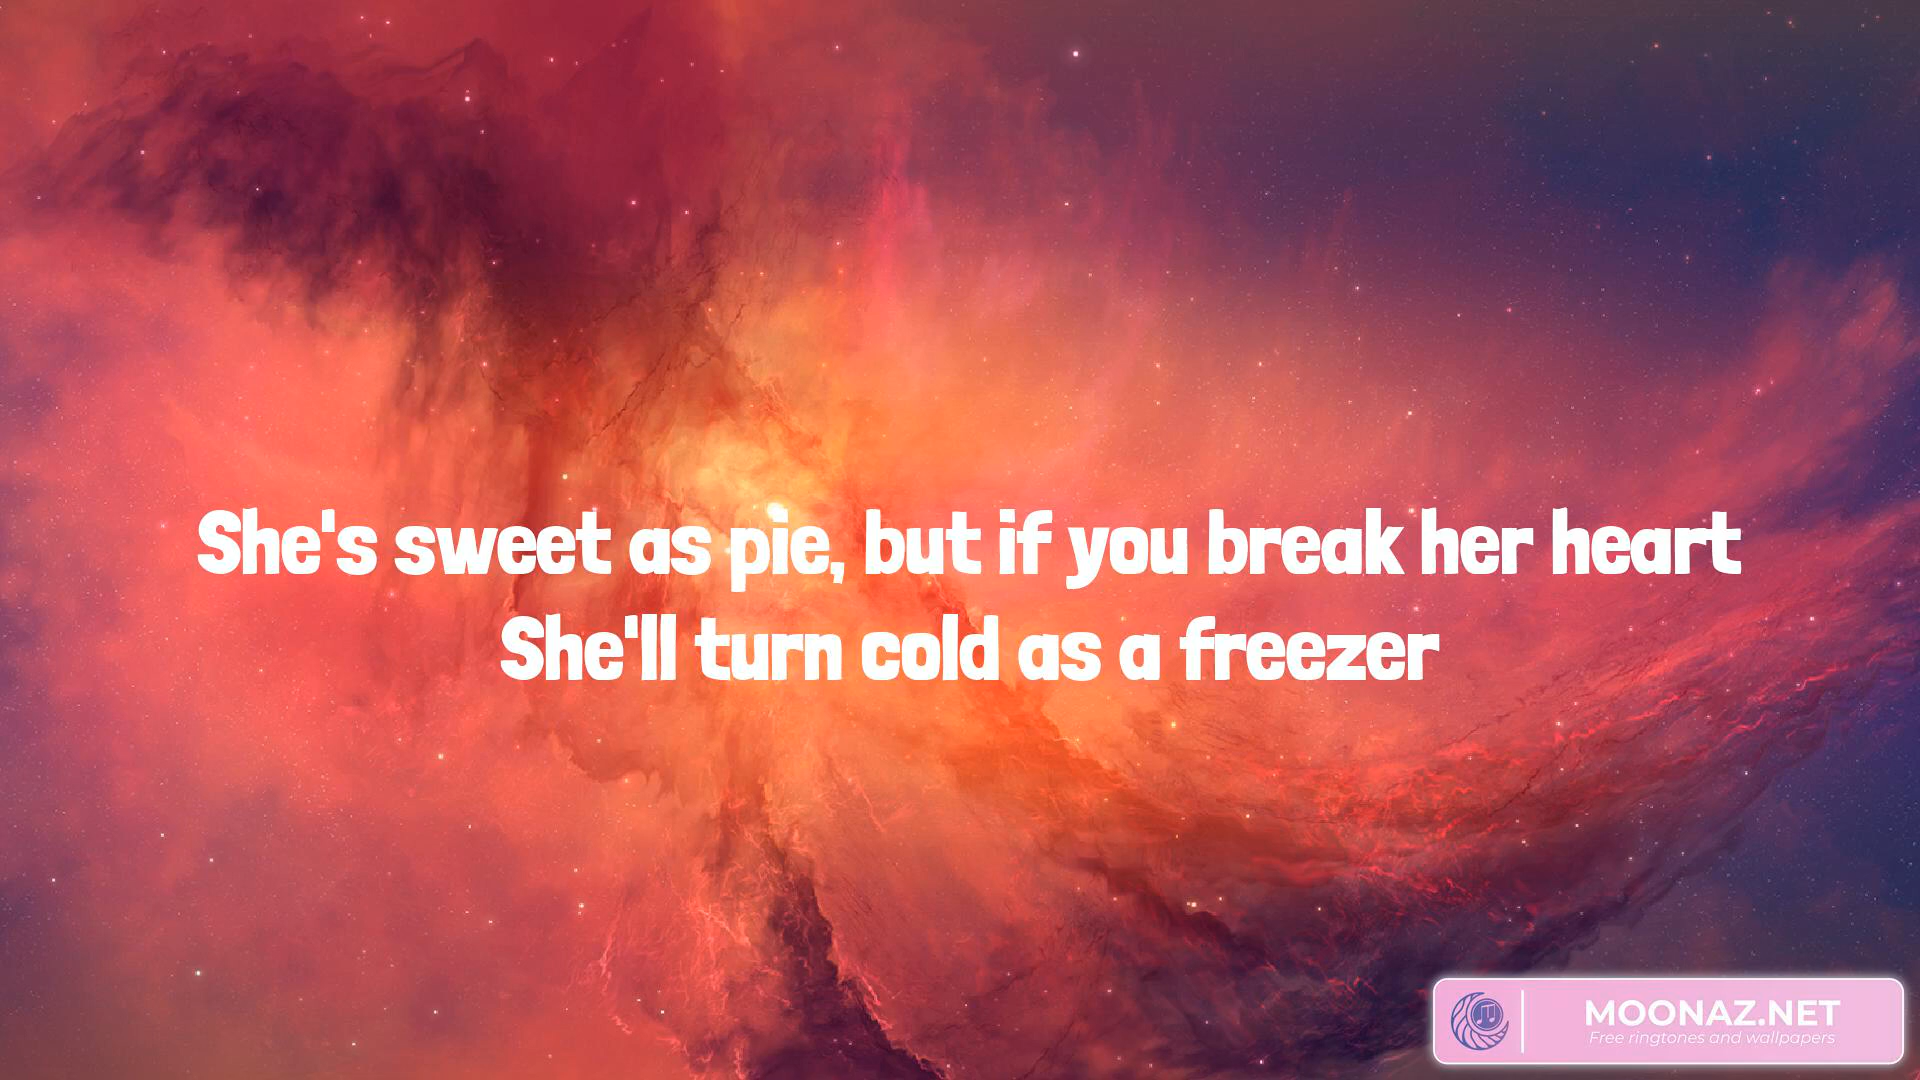 She's sweet as pie, but if you break her heart
She'll turn cold as a freezer
MOONAZ.NET
Free ringtones and wallpapers